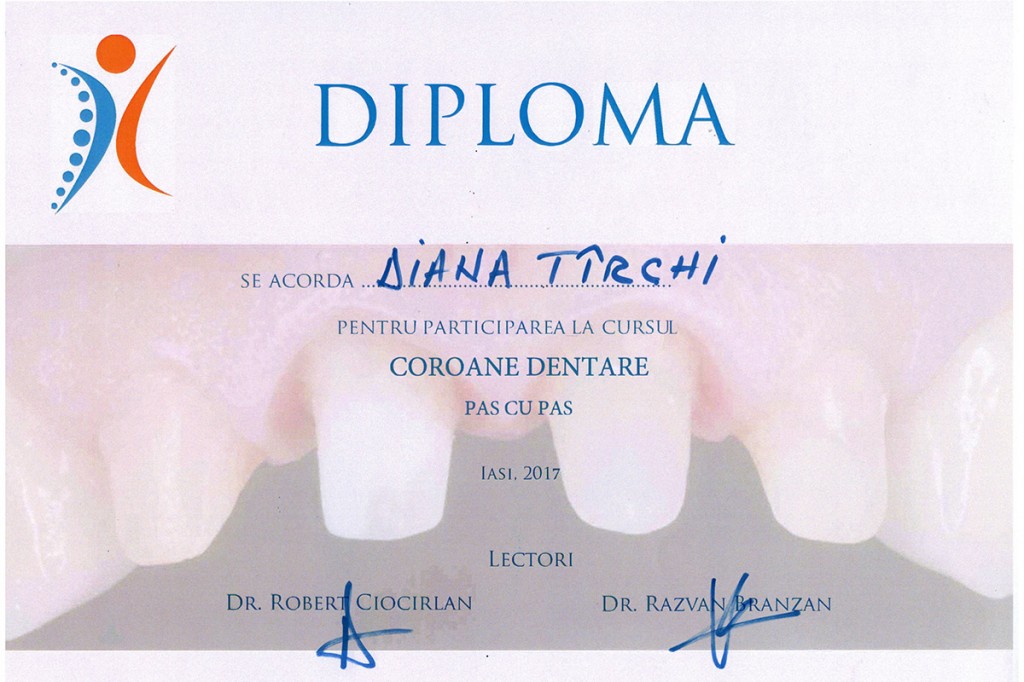 DIPLOMA
SE ACORDA ........ DIANA TÎRCHI
PENTRU PARTICIPAREA LA CURSUL
COROANE DENTARE
PAS CU PAS
IASI, 2017
LECTORI
DR. ROBERT CIOCIRLAN DR. RAZVAN BRANZAN